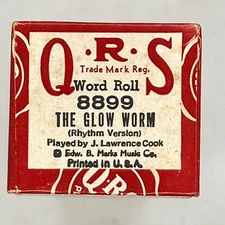 Q·R·S
Trade Mark Reg.
Word Roll
8899
THE GLOW WORM
(Rhythm Version)
Played by J. Lawrence Cook
© Edw. B. Marks Music Co.
Printed in U.S.A.
QRS